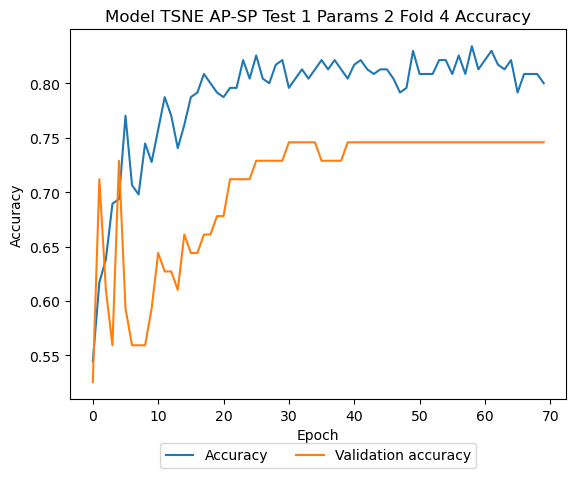 Model TSNE AP-SP Test 1 Params 2 Fold 4 Accuracy
0.80
0.75
0.70
0.65
0.60
0.55
Accuracy
0 10 20 30 40 50 60 70
Epoch
Accuracy Validation accuracy